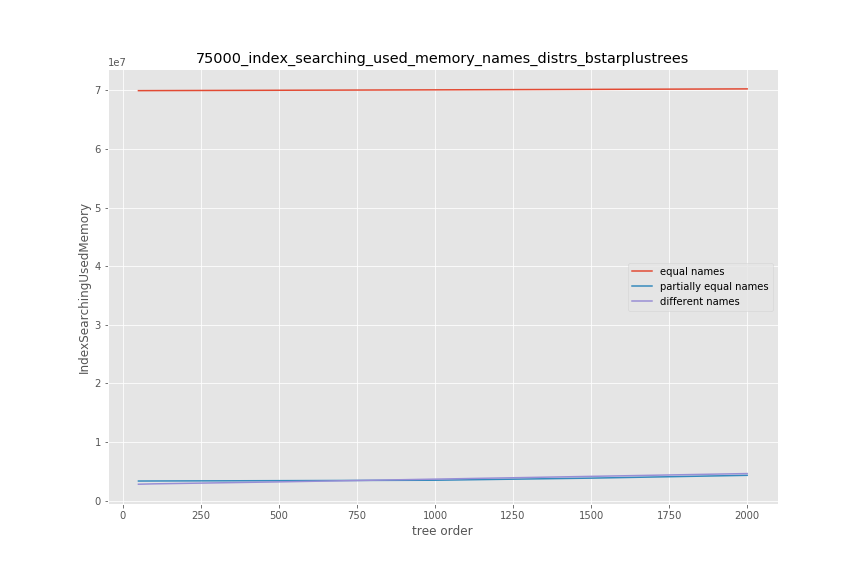 75000_index_searching_used_memory_names_distrs_bstarplustrees
1e7
7
6
5
4
3
2
1
0
IndexSearchingUsedMemory
equal names
partially equal names
different names
0 250 500 750 1000 1250 1500 1750 2000
tree order